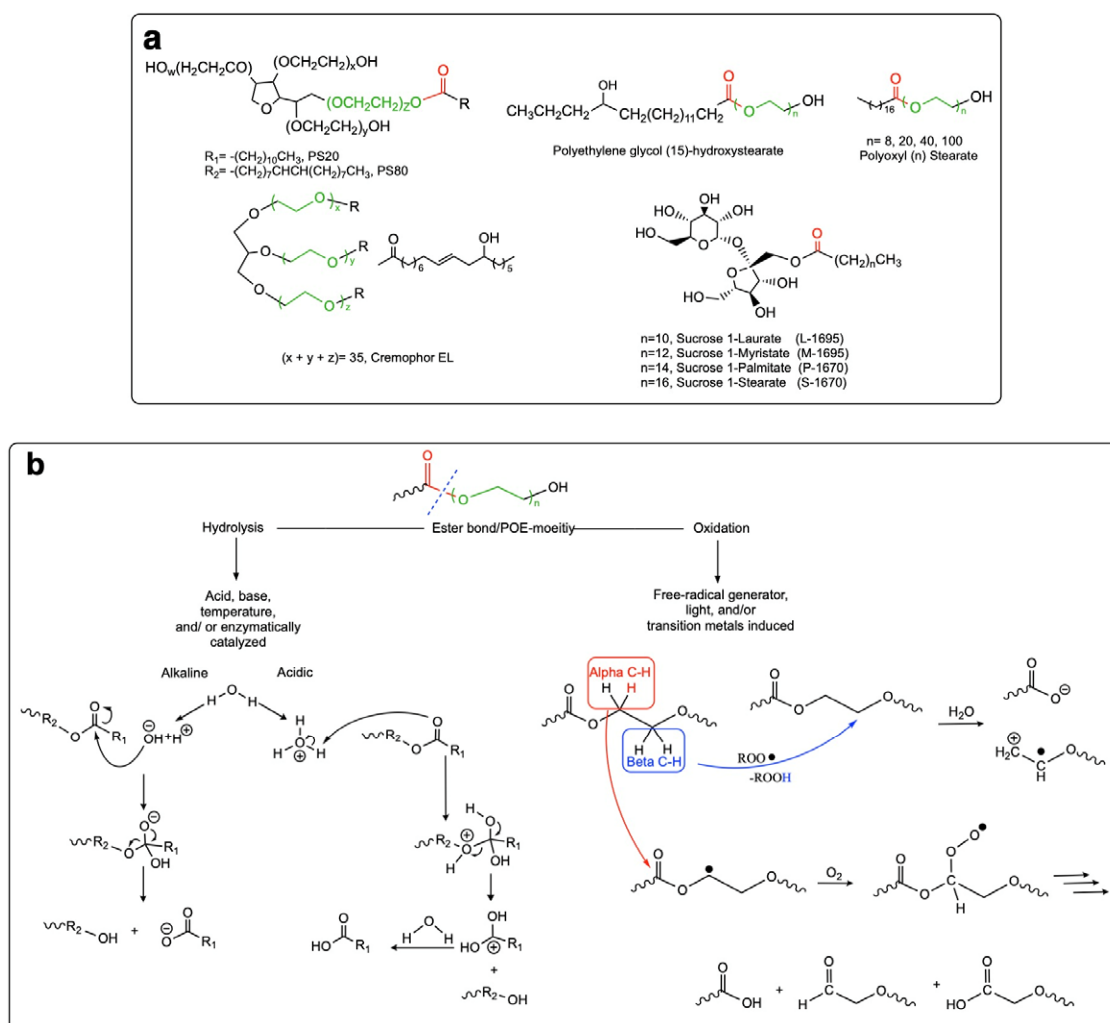 a
HOw(H2CH2CO)
(OCH2CH2)xOH
(OCH2CH2)zO
O
R
O
(OCH2CH2)yOH
R1= -(CH2)10CH3, PS20
R2= -(CH2)7CHCH(CH2)7CH3, PS80
OH
CH3CH2CH2
CH2(CH2)11CH2
O
O
n
OH
Polyethylene glycol (15)-hydroxystearate
16
O
O
n
OH
n= 8, 20, 40, 100
Polyoxyl (n) Stearate
O
O
x
R
O
O
y
R
O
O
z
R
O
6
OH
5
(x + y + z)= 35, Cremophor EL
HO
OH
HO
OH
HO
O
O
O
O
O
(CH2)nCH3
HO
OH
OH
n=10, Sucrose 1-Laurate (L-1695)
n=12, Sucrose 1-Myristate (M-1695)
n=14, Sucrose 1-Palmitate (P-1670)
n=16, Sucrose 1-Stearate (S-1670)
b
O
O
n
OH
Hydrolysis
Ester bond/POE-moeitiy
Oxidation
Acid, base,
temperature,
and/ or enzymatically
catalyzed
Free-radical generator,
light, and/or
transition metals induced
Alkaline
Acidic
R2
O
O
R1
⊖
OH+H
⊕
H
O
H
H
H
O
H
⊕
R2
O
O
R1
Alpha C-H
H H
O
O
O
H H
Beta C-H
ROO●
-ROOH
O
O
O
H2O
O
O
⊖
⊕
H2C
C
H
O
R2
O
O
⊖
R1
OH
H
O
R2
O
⊕
H
R1
OH
O
O
O
O2
O
O
O
O
C
H
O
R2
OH
+
⊖
O
O
R1
O
HO
R1
H
O
H
OH
HO
⊕
R1
+
R2
OH
O
OH
+
O
H
O
+
O
HO
O